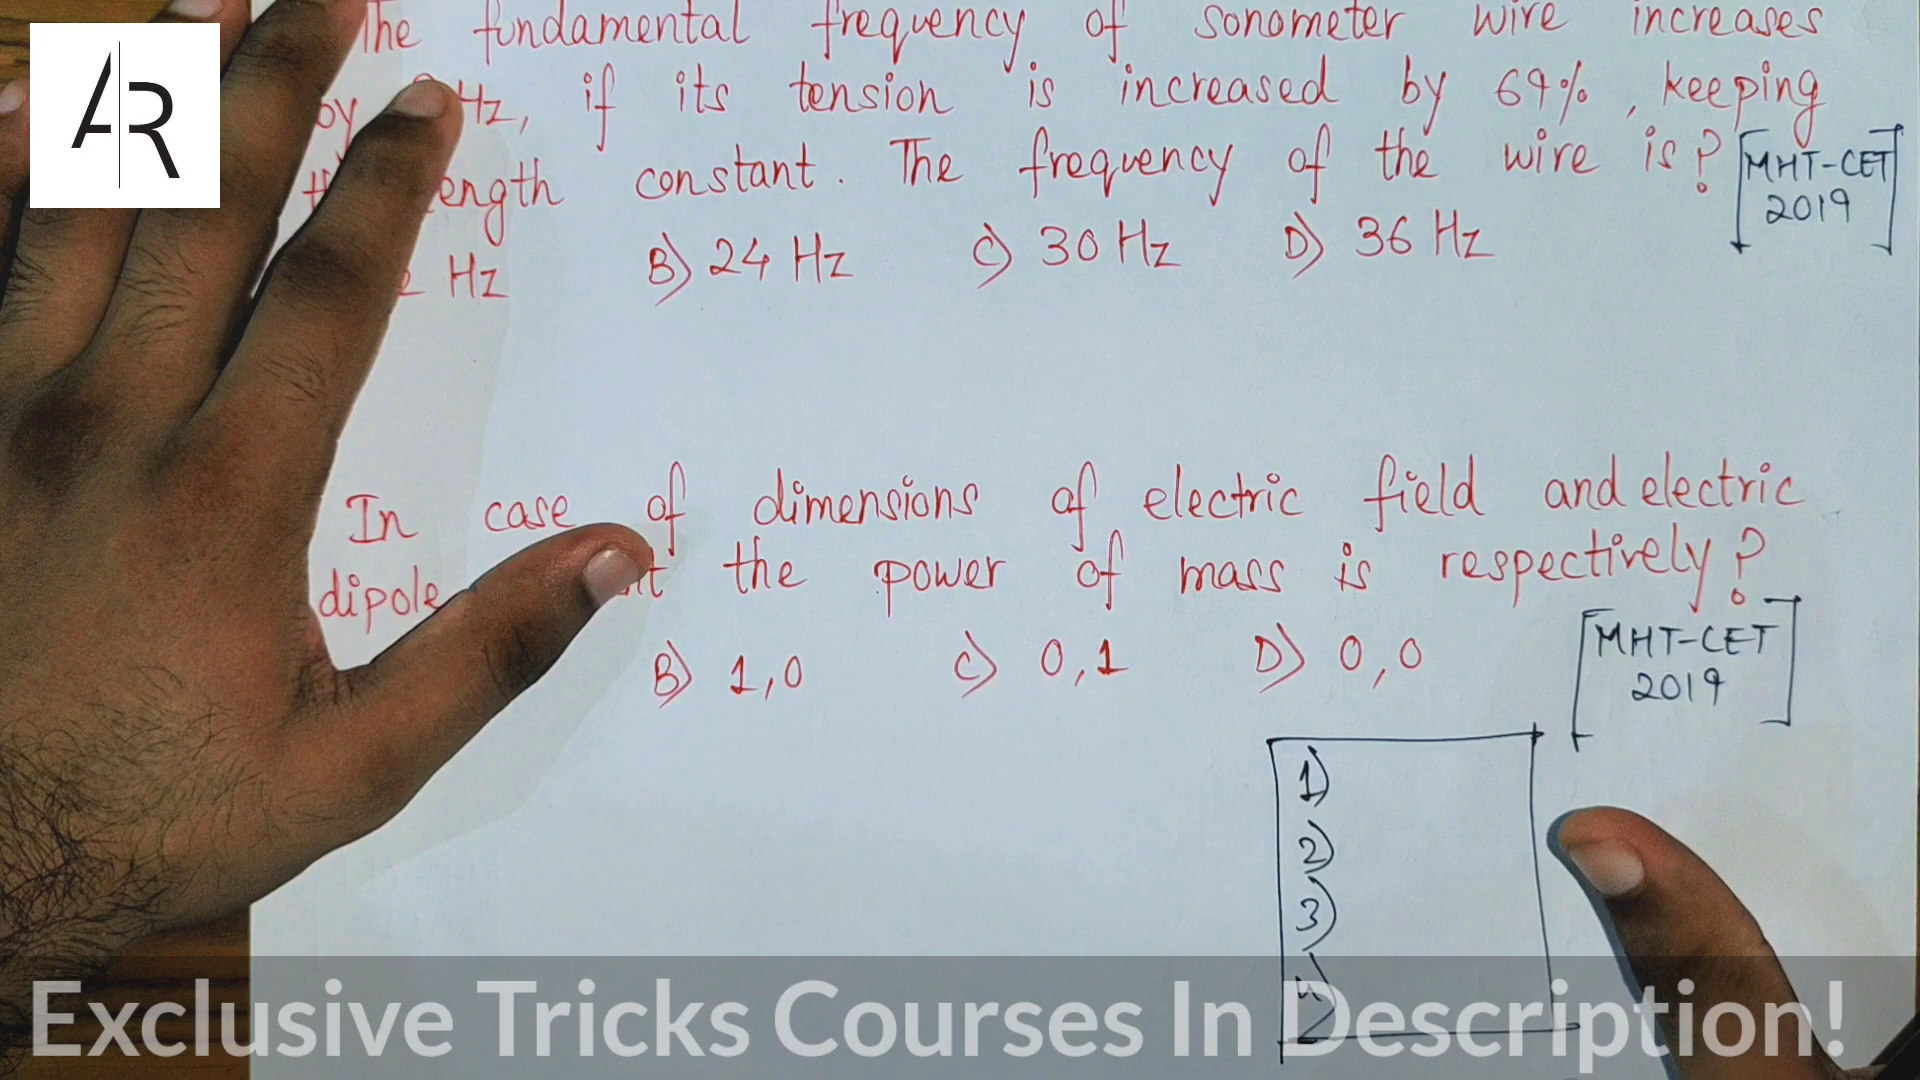 AR
The fundamental frequency of sonometer wire increases
by Hz, if its tension is increased by 69%, keeping
constant. The frequency of the wire is?
[MHT-CET
2019]
Hz B) 24 Hz C) 30 Hz D) 36 Hz
In case of dimensions of electric field and electric
dipole the power of mass is respectively?
B) 1,0 C) 0,1 D) 0,0
[MHT-CET
2019]
1)
2)
3)
4)
Exclusive Tricks Courses In Description!